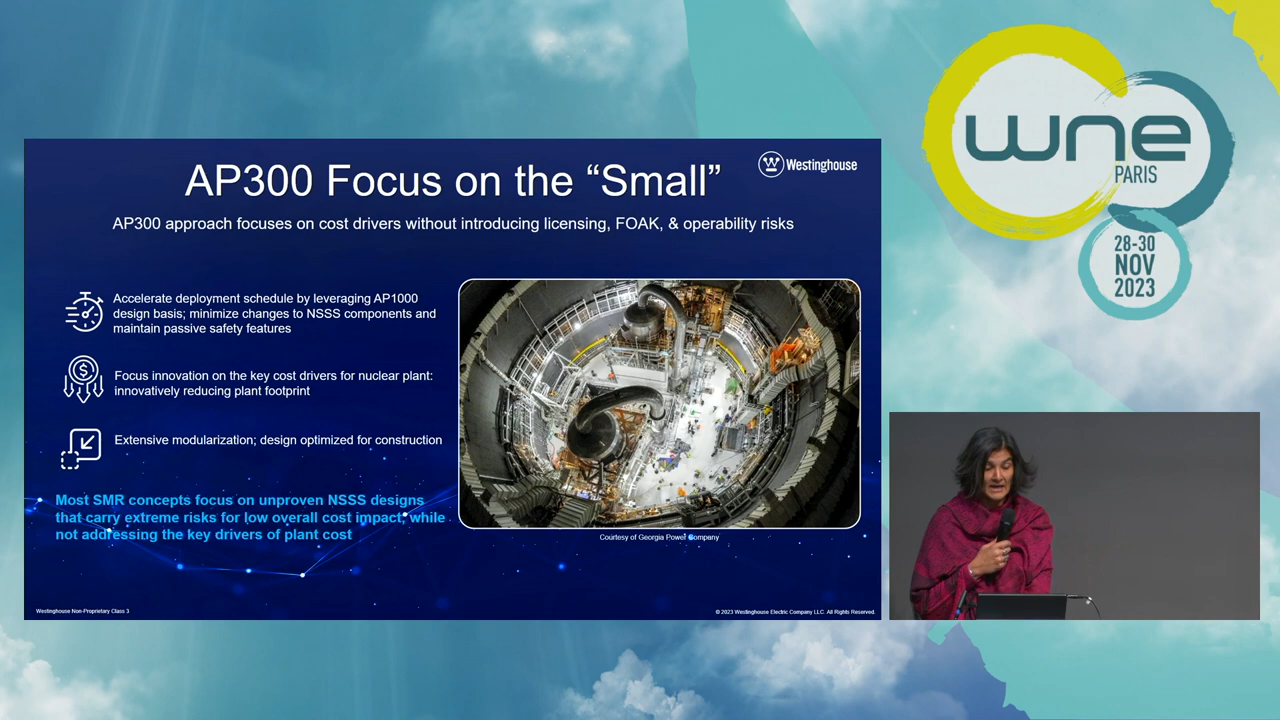 AP300 Focus on the “Small”
Westinghouse
AP300 approach focuses on cost drivers without introducing licensing, FOAK, & operability risks
Accelerate deployment schedule by leveraging AP1000
design basis; minimize changes to NSSS components and
maintain passive safety features
Focus innovation on the key cost drivers for nuclear plant:
innovatively reducing plant footprint
Extensive modularization; design optimized for construction
Most SMR concepts focus on unproven NSSS designs
that carry extreme risks for low overall cost impact, while
not addressing the key drivers of plant cost
Courtesy of Georgia Power Company
Westinghouse Non-Proprietary Class 3
© 2023 Westinghouse Electric Company LLC. All Rights Reserved.
wne
PARIS
28-30
NOV
2023